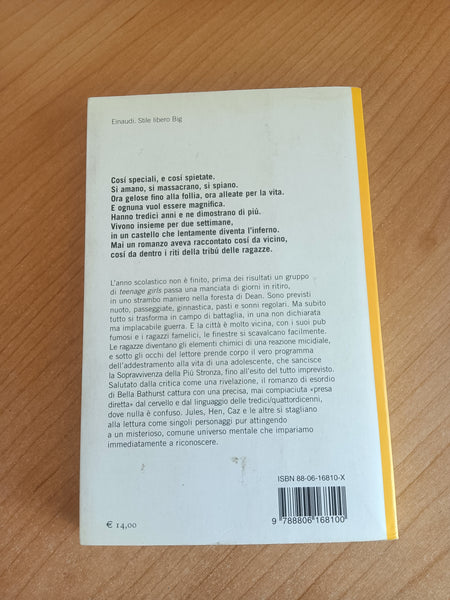 Einaudi. Stile libero Big
Cosí speciali, e cosí spietate.
Si amano, si massacrano, si spiano.
Ora gelose fino alla follia, ora alleate per la vita.
E ognuna vuol essere magnifica.
Hanno tredici anni e ne dimostrano di piú.
Vivono insieme per due settimane,
in un castello che lentamente diventa l'inferno.
Mai un romanzo aveva raccontato cosí da vicino,
cosí da dentro i riti della tribú delle ragazze.
L'anno scolastico non è finito, prima dei risultati un gruppo
di teenage girls passa una manciata di giorni in ritiro,
in uno strambo maniero nella foresta di Dean. Sono previsti
nuoto, passeggiate, ginnastica, pasti e sonni regolari. Ma subito
tutto si trasforma in campo di battaglia, in una non dichiarata
ma implacabile guerra. E la città è molto vicina, con i suoi pub
fumosi e i ragazzi famelici, le finestre si scavalcano facilmente.
Le ragazze diventano gli elementi chimici di una reazione micidiale,
e sotto gli occhi del lettore prende corpo il vero programma
dell'addestramento alla vita di una adolescente, che sancisce
la Sopravvivenza della Piú Stronza, fino all'esito del tutto imprevisto.
Salutato dalla critica come una rivelazione, il romanzo di esordio
di Bella Bathurst cattura con una precisa, mai compiaciuta «presa
diretta» dal cervello e dal linguaggio delle tredici/quattordicenni,
dove nulla è confuso. Jules, Hen, Caz e le altre si stagliano
alla lettura come singoli personaggi pur attingendo
a un misterioso, comune universo mentale che impariamo
immediatamente a riconoscere.
ISBN 88-06-16810-X
9 788806 168100
€ 14,00